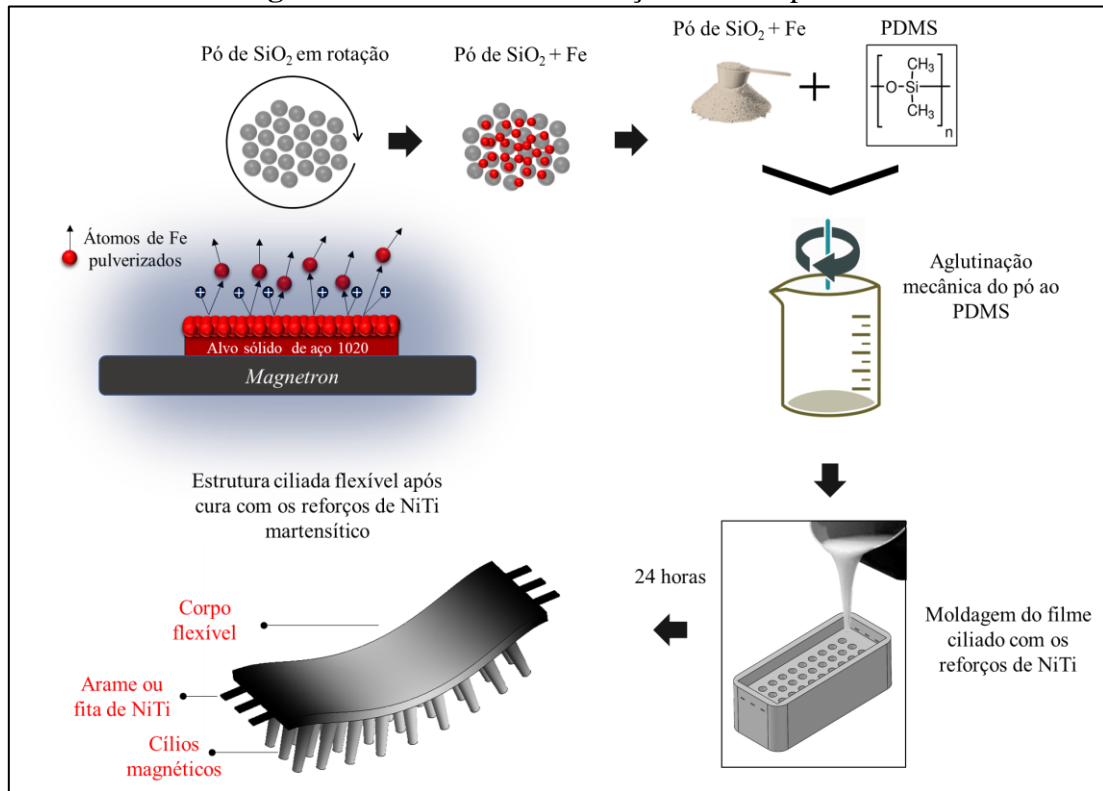 Pó de SiO₂ em rotação
Pó de SiO₂ + Fe
Pó de SiO₂ + Fe
PDMS
+
CH₃
O
Si
CH₃
n
Átomos de Fe
pulverizados
+ + + + + +
Alvo sólido de aço 1020
Magnetron
Aglutinação
mecânica do pó ao
PDMS
Estrutura ciliada flexível após
cura com os reforços de NiTi
martensítico
24 horas
Moldagem do filme
ciliado com os
reforços de NiTi
Corpo
flexível
Arame ou
fita de NiTi
Cílios
magnéticos